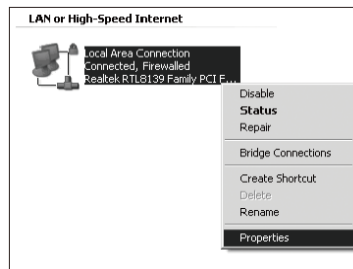 LAN or High-Speed Internet
Local Area Connection
Connected, Firewalled
Realtek RTL8139 Family PCI F...
Disable
Status
Repair
Bridge Connections
Create Shortcut
Delete
Rename
Properties